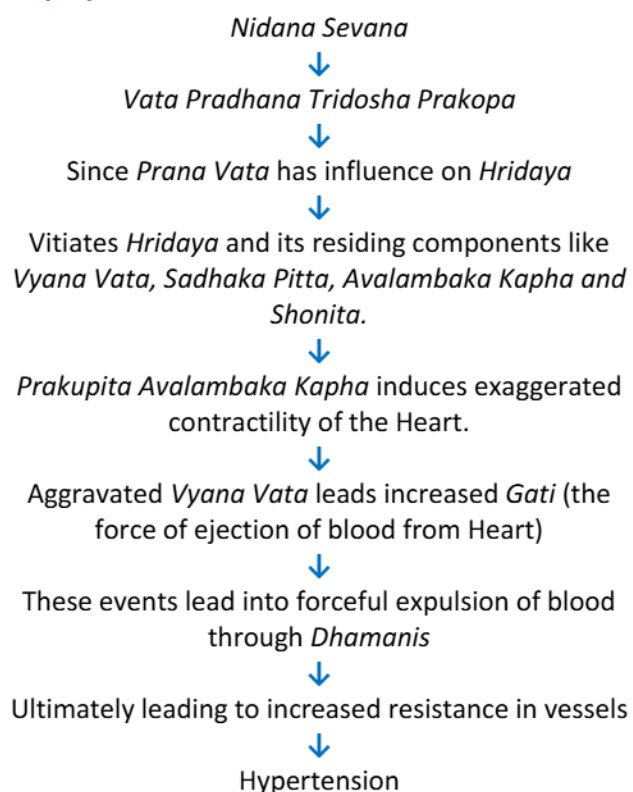 Nidana Sevana
↓
Vata Pradhana Tridosha Prakopa
↓
Since Prana Vata has influence on Hridaya
↓
Vitiates Hridaya and its residing components like
Vyana Vata, Sadhaka Pitta, Avalambaka Kapha and
Shonita.
↓
Prakupita Avalambaka Kapha induces exaggerated
contractility of the Heart.
↓
Aggravated Vyana Vata leads increased Gati (the
force of ejection of blood from Heart)
↓
These events lead into forceful expulsion of blood
through Dhamanis
↓
Ultimately leading to increased resistance in vessels
↓
Hypertension